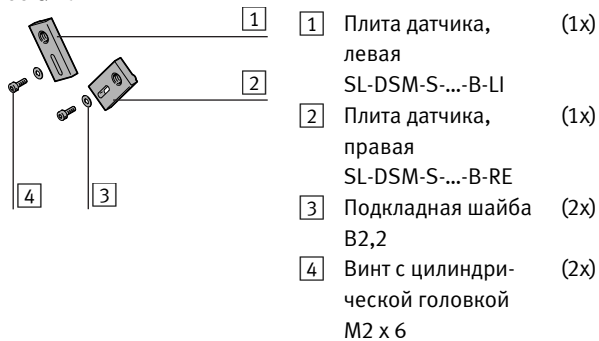 1
2
4
3
1 Плита датчика, (1x)
левая
SL-DSM-S-...-B-LI
2 Плита датчика, (1x)
правая
SL-DSM-S-...-B-RE
3 Подкладная шайба (2x)
B2,2
4 Винт с цилиндри- (2x)
ческой головкой
M2 x 6